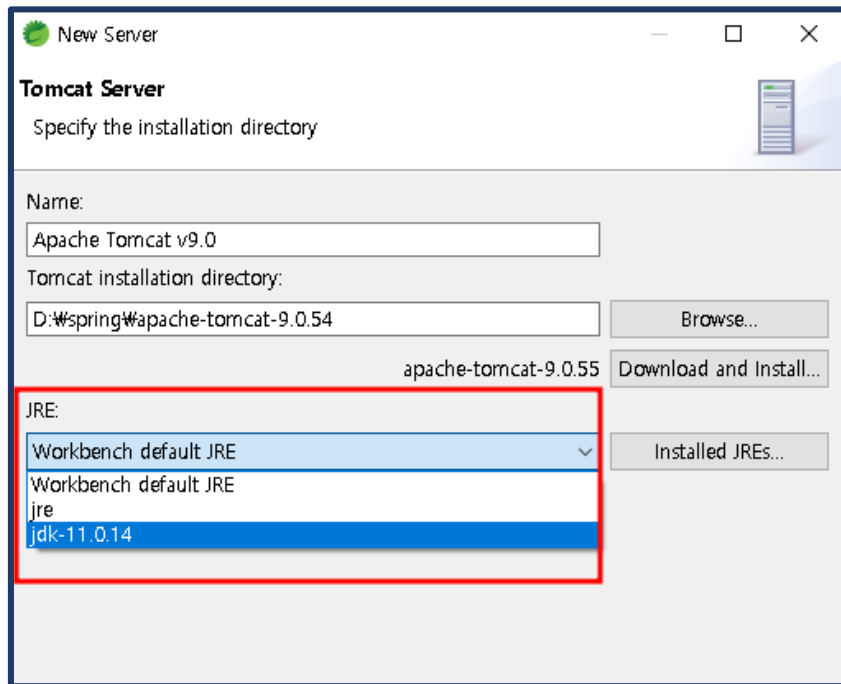 New Server
Tomcat Server
Specify the installation directory
Name:
Apache Tomcat v9.0
Tomcat installation directory:
D:₩spring₩apache-tomcat-9.0.54
Browse...
apache-tomcat-9.0.55
Download and Install...
JRE:
Workbench default JRE
Installed JREs...
Workbench default JRE
jre
jdk-11.0.14